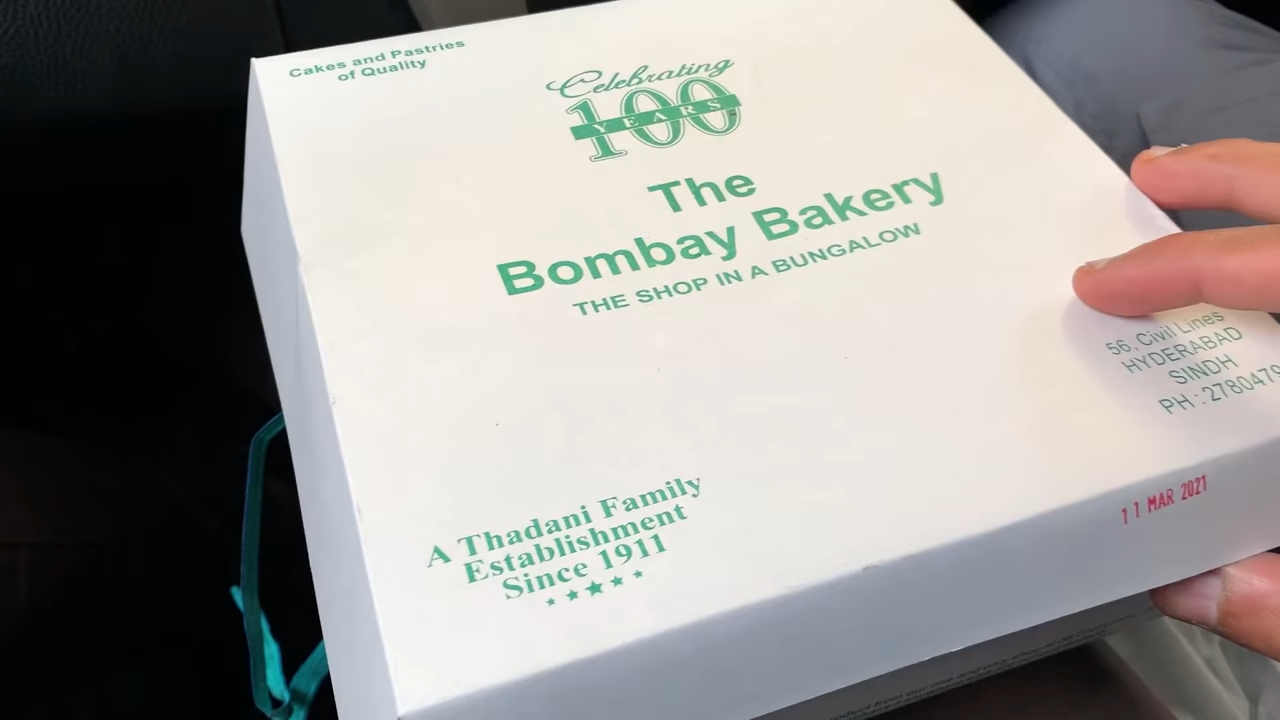 Cakes and Pastries
of Quality
Celebrating
100
YEARS
The
Bombay Bakery
THE SHOP IN A BUNGALOW
56, Civil Lines
HYDERABAD
SINDH
PH : 2780479
A Thadani Family
Establishment
Since 1911
11 MAR 2021